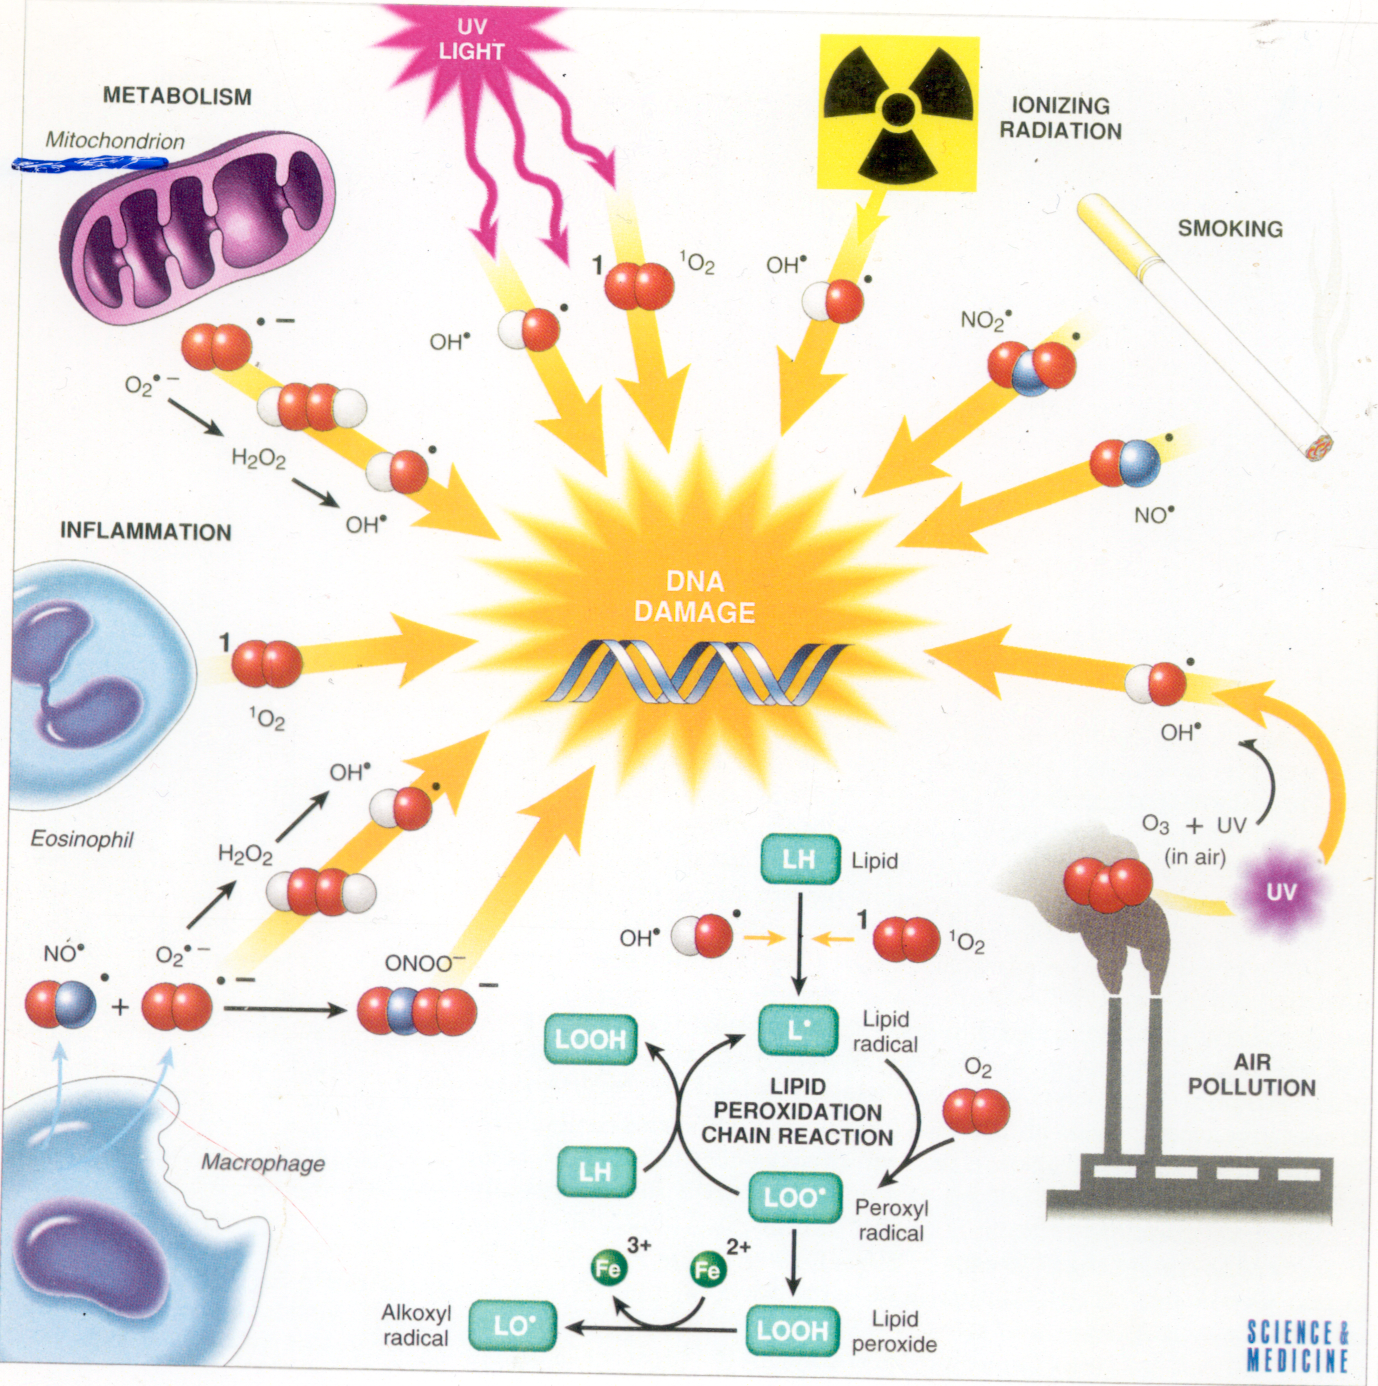 UV
LIGHT
METABOLISM
Mitochondrion
IONIZING
RADIATION
SMOKING
OH•
1
¹O₂
OH•
NO₂•
NO•
O₂•–
H₂O₂
OH•
INFLAMMATION
1
¹O₂
Eosinophil
DNA
DAMAGE
OH•
O₃ + UV
(in air)
UV
OH•
H₂O₂
O₂•–
NO•
+
ONOO–
LH
Lipid
OH•
1
¹O₂
LOOH
L•
Lipid
radical
O₂
LIPID
PEROXIDATION
CHAIN REACTION
LH
LOO•
Peroxyl
radical
Macrophage
AIR
POLLUTION
Fe 3+
Fe 2+
Alkoxyl
radical
LO•
LOOH
Lipid
peroxide
SCIENCE &
MEDICINE